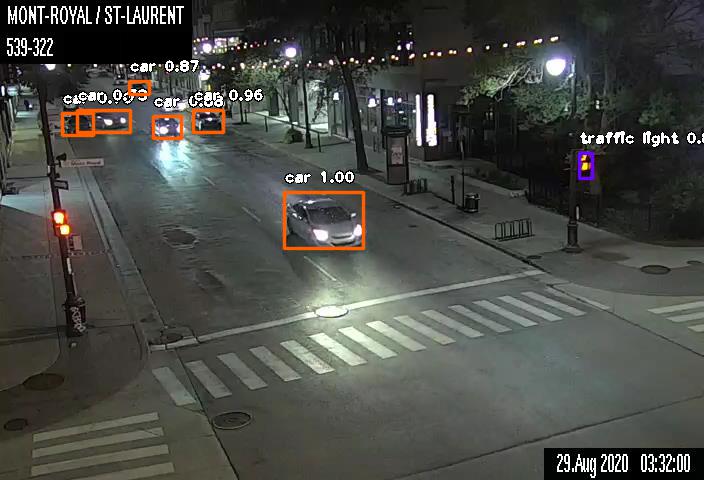 MONT-ROYAL / ST-LAURENT
539-322
car 0.87
car 0.88
car 0.96
traffic light 0.8
car 1.00
29.Aug 2020 03:32:00